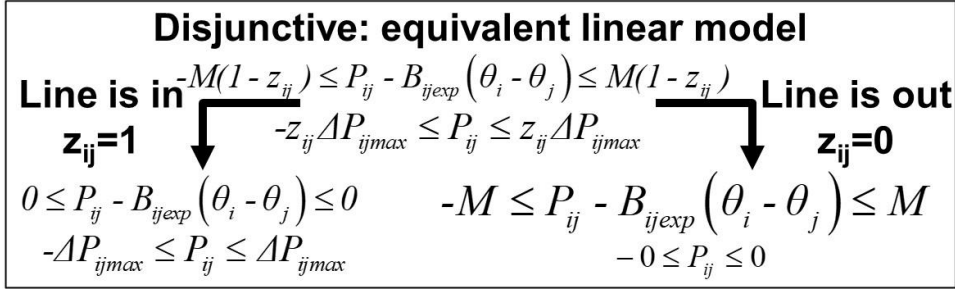 Disjunctive: equivalent linear model
-M(1 - z_ij) ≤ P_ij - B_ijexp(θ_i - θ_j) ≤ M(1 - z_ij)
Line is in
z_ij=1
-z_ij ΔP_ijmax ≤ P_ij ≤ z_ij ΔP_ijmax
Line is out
z_ij=0
0 ≤ P_ij - B_ijexp(θ_i - θ_j) ≤ 0
-ΔP_ijmax ≤ P_ij ≤ ΔP_ijmax
-M ≤ P_ij - B_ijexp(θ_i - θ_j) ≤ M
−0 ≤ P_ij ≤ 0